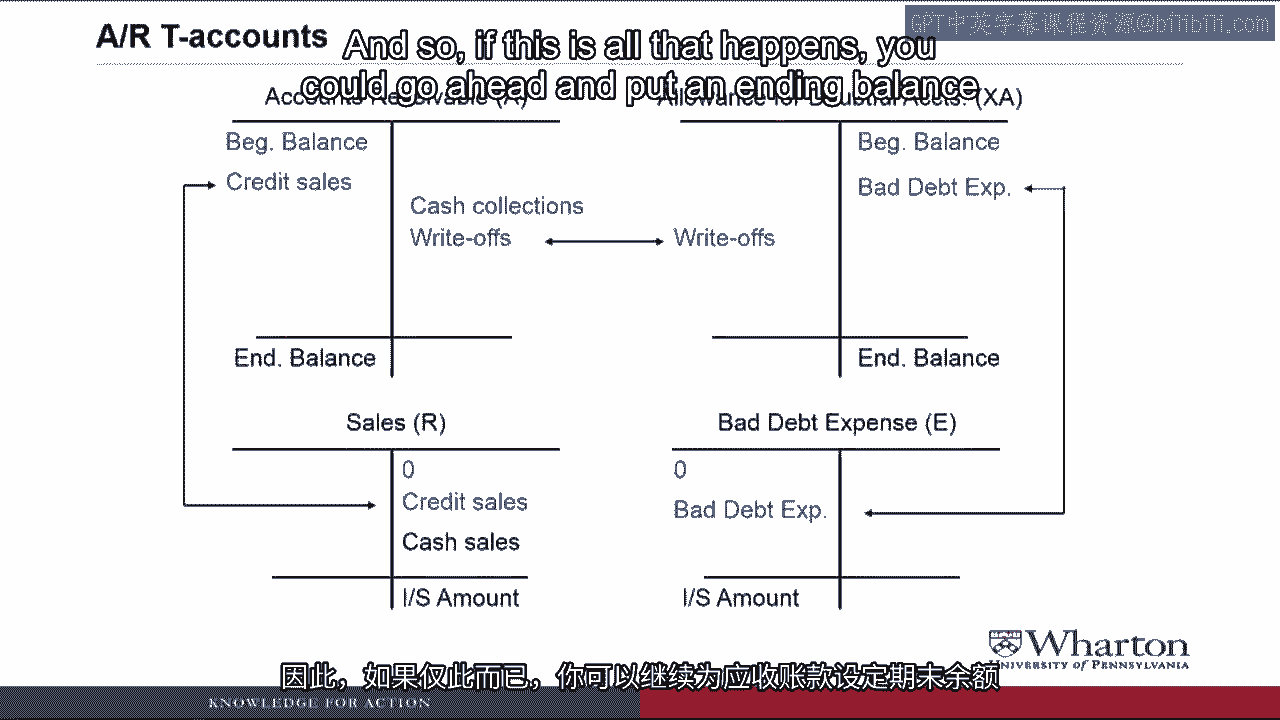 A/R T-accounts
GPT中英字幕课程资源@bfibfi1.com
And so, if this is all that happens, you
could go ahead and put an ending balance
Accounts Receivable (A)
Allowance for Doubtful Accts. (XA)
Beg. Balance
Beg. Balance
Credit sales
Bad Debt Exp.
Cash collections
Write-offs
Write-offs
End. Balance
End. Balance
Sales (R)
Bad Debt Expense (E)
0
0
Credit sales
Bad Debt Exp.
Cash sales
I/S Amount
I/S Amount
Wharton
UNIVERSITY of PENNSYLVANIA
因此，如果仅此而已，你可以继续为应收账款设定期末余额
KNOWLEDGE FOR ACTION